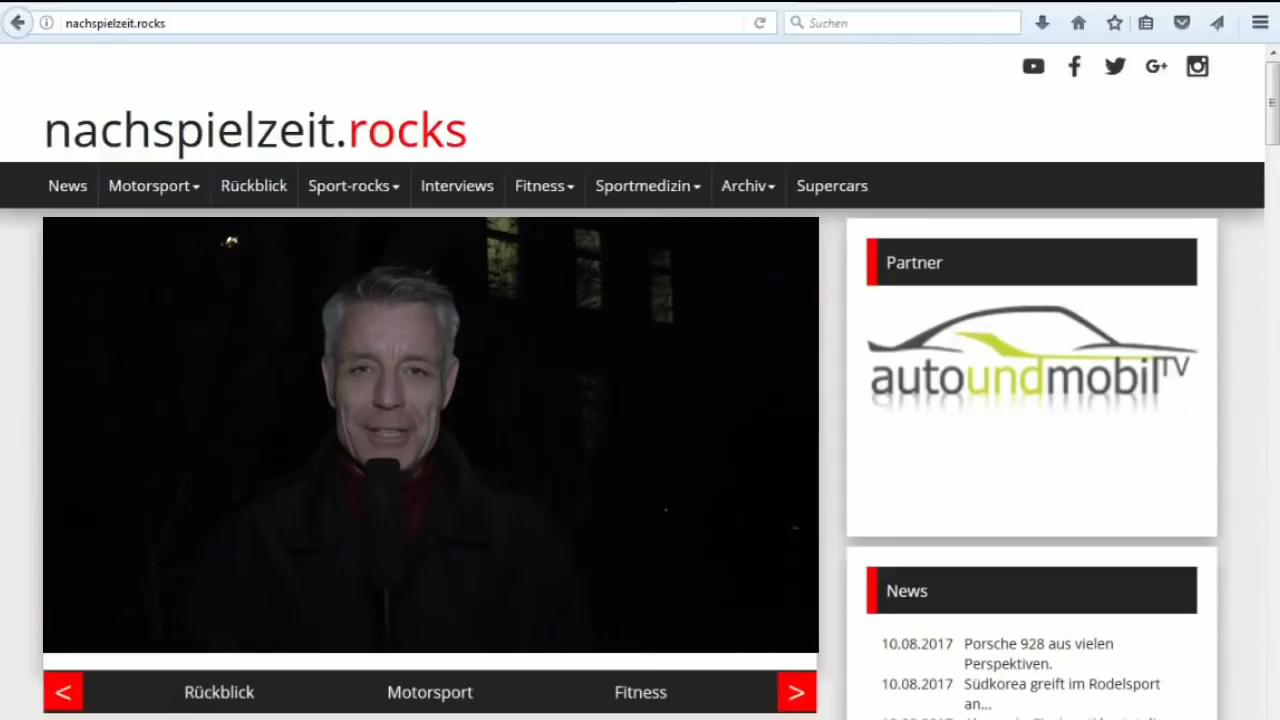 nachspielzeit.rocks
Suchen
nachspielzeit.rocks
News Motorsport Rückblick Sport-rocks Interviews Fitness Sportmedizin Archiv Supercars
Partner
autoundmobilTV
News
10.08.2017 Porsche 928 aus vielen
Perspektiven.
10.08.2017 Südkorea greift im Rodelsport
an...
< Rückblick Motorsport Fitness >